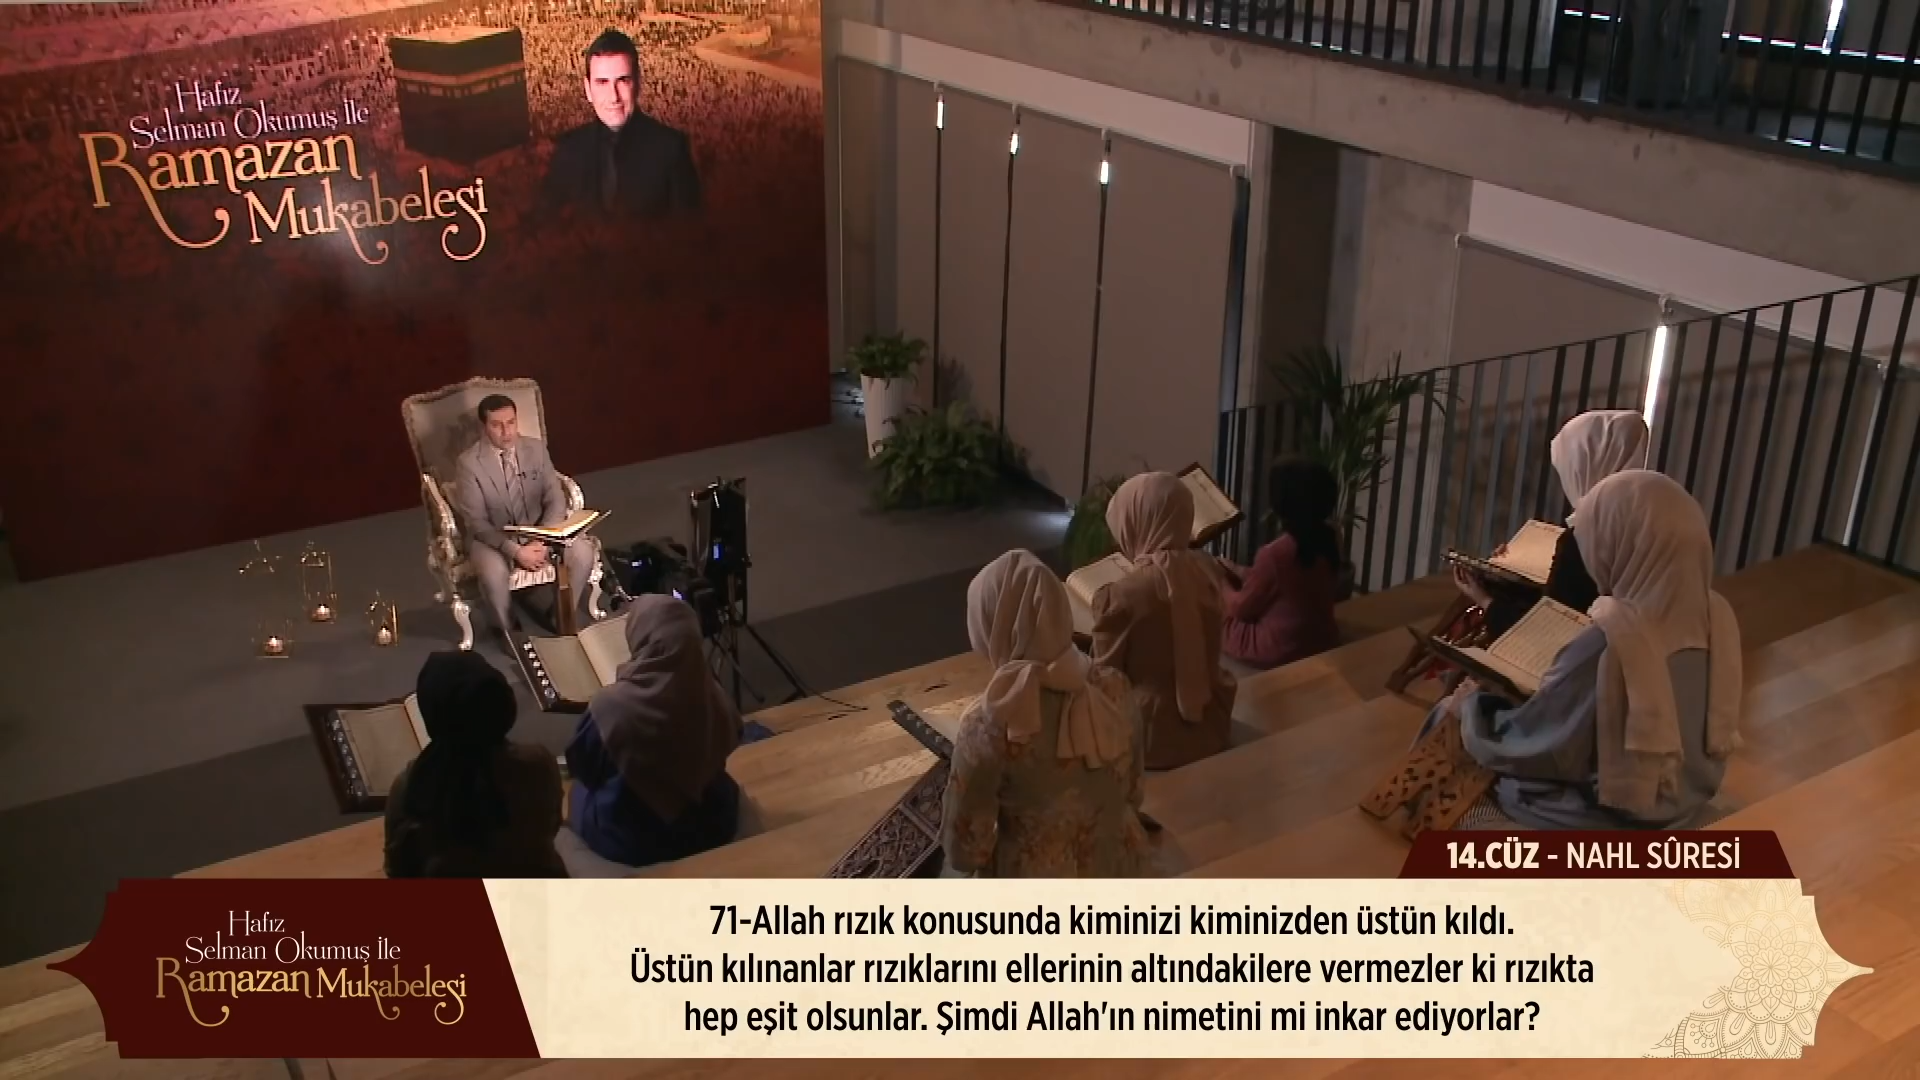 Hafız
Selman Okumuş İle
Ramazan
Mukabelesi
14.CÜZ - NAHL SÛRESİ
Hafız
Selman Okumuş İle
Ramazan Mukabelesi
71-Allah rızık konusunda kiminizi kiminizden üstün kıldı.
Üstün kılınanlar rızıklarını ellerinin altındakilere vermezler ki rızıkta
hep eşit olsunlar. Şimdi Allah'ın nimetini mi inkar ediyorlar?